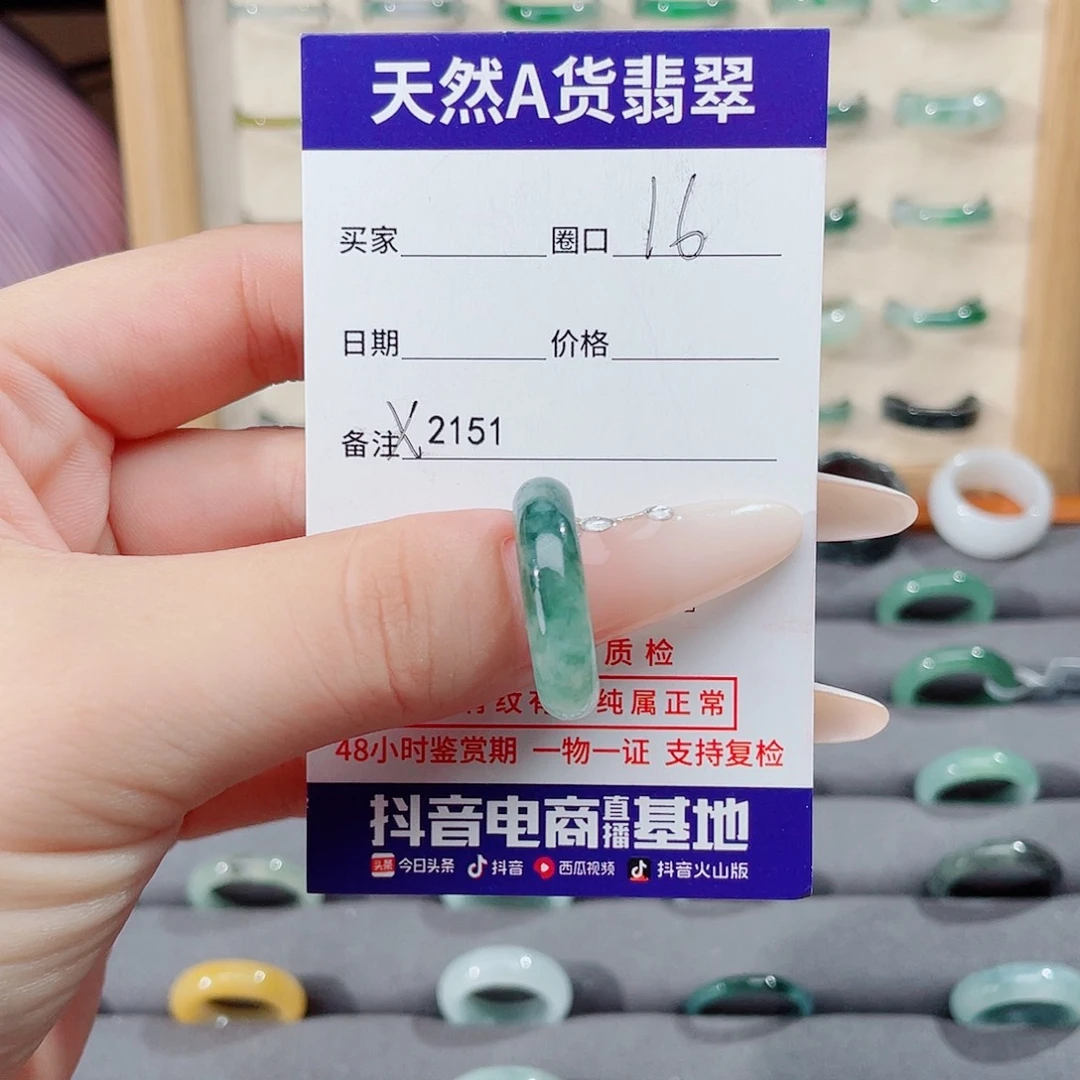 天然A货翡翠
买家 圈口 16
日期 价格
备注 X 2151
质检
纹 纯属正常
48小时鉴赏期 一物一证 支持复检
抖音电商直播基地
头条 今日头条 抖音 西瓜视频 抖音火山版